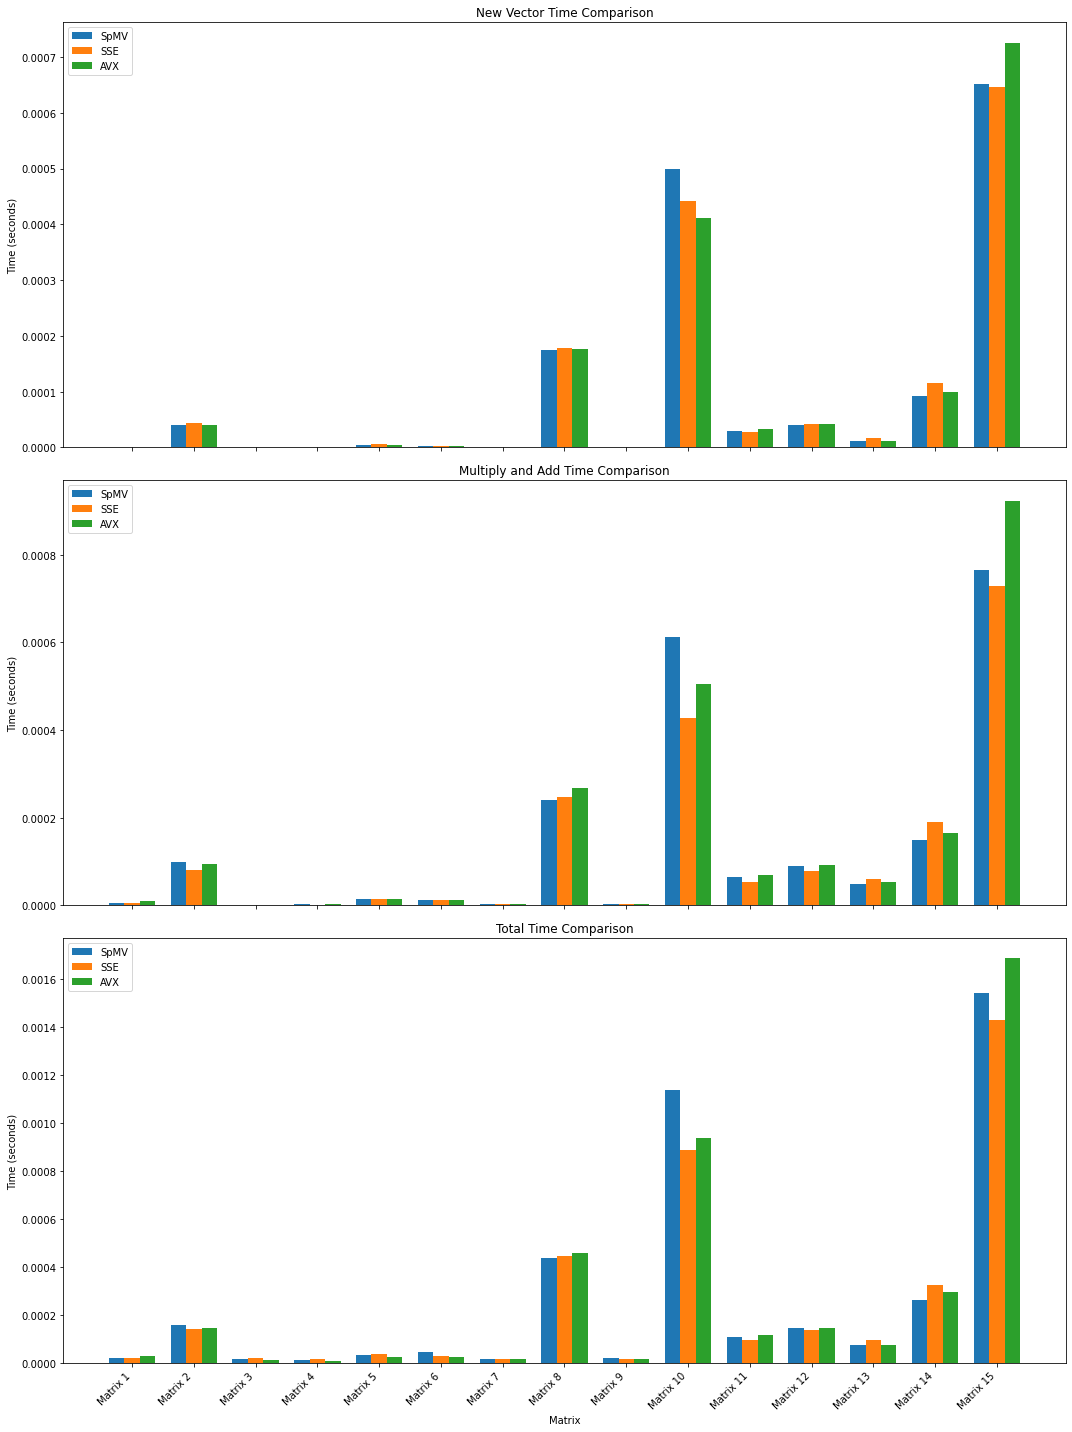 New Vector Time Comparison
SpMV
SSE
AVX
Time (seconds)
0.0007
0.0006
0.0005
0.0004
0.0003
0.0002
0.0001
0.0000
Multiply and Add Time Comparison
SpMV
SSE
AVX
Time (seconds)
0.0008
0.0006
0.0004
0.0002
0.0000
Total Time Comparison
SpMV
SSE
AVX
Time (seconds)
0.0016
0.0014
0.0012
0.0010
0.0008
0.0006
0.0004
0.0002
0.0000
Matrix 1
Matrix 2
Matrix 3
Matrix 4
Matrix 5
Matrix 6
Matrix 7
Matrix 8
Matrix 9
Matrix 10
Matrix 11
Matrix 12
Matrix 13
Matrix 14
Matrix 15
Matrix